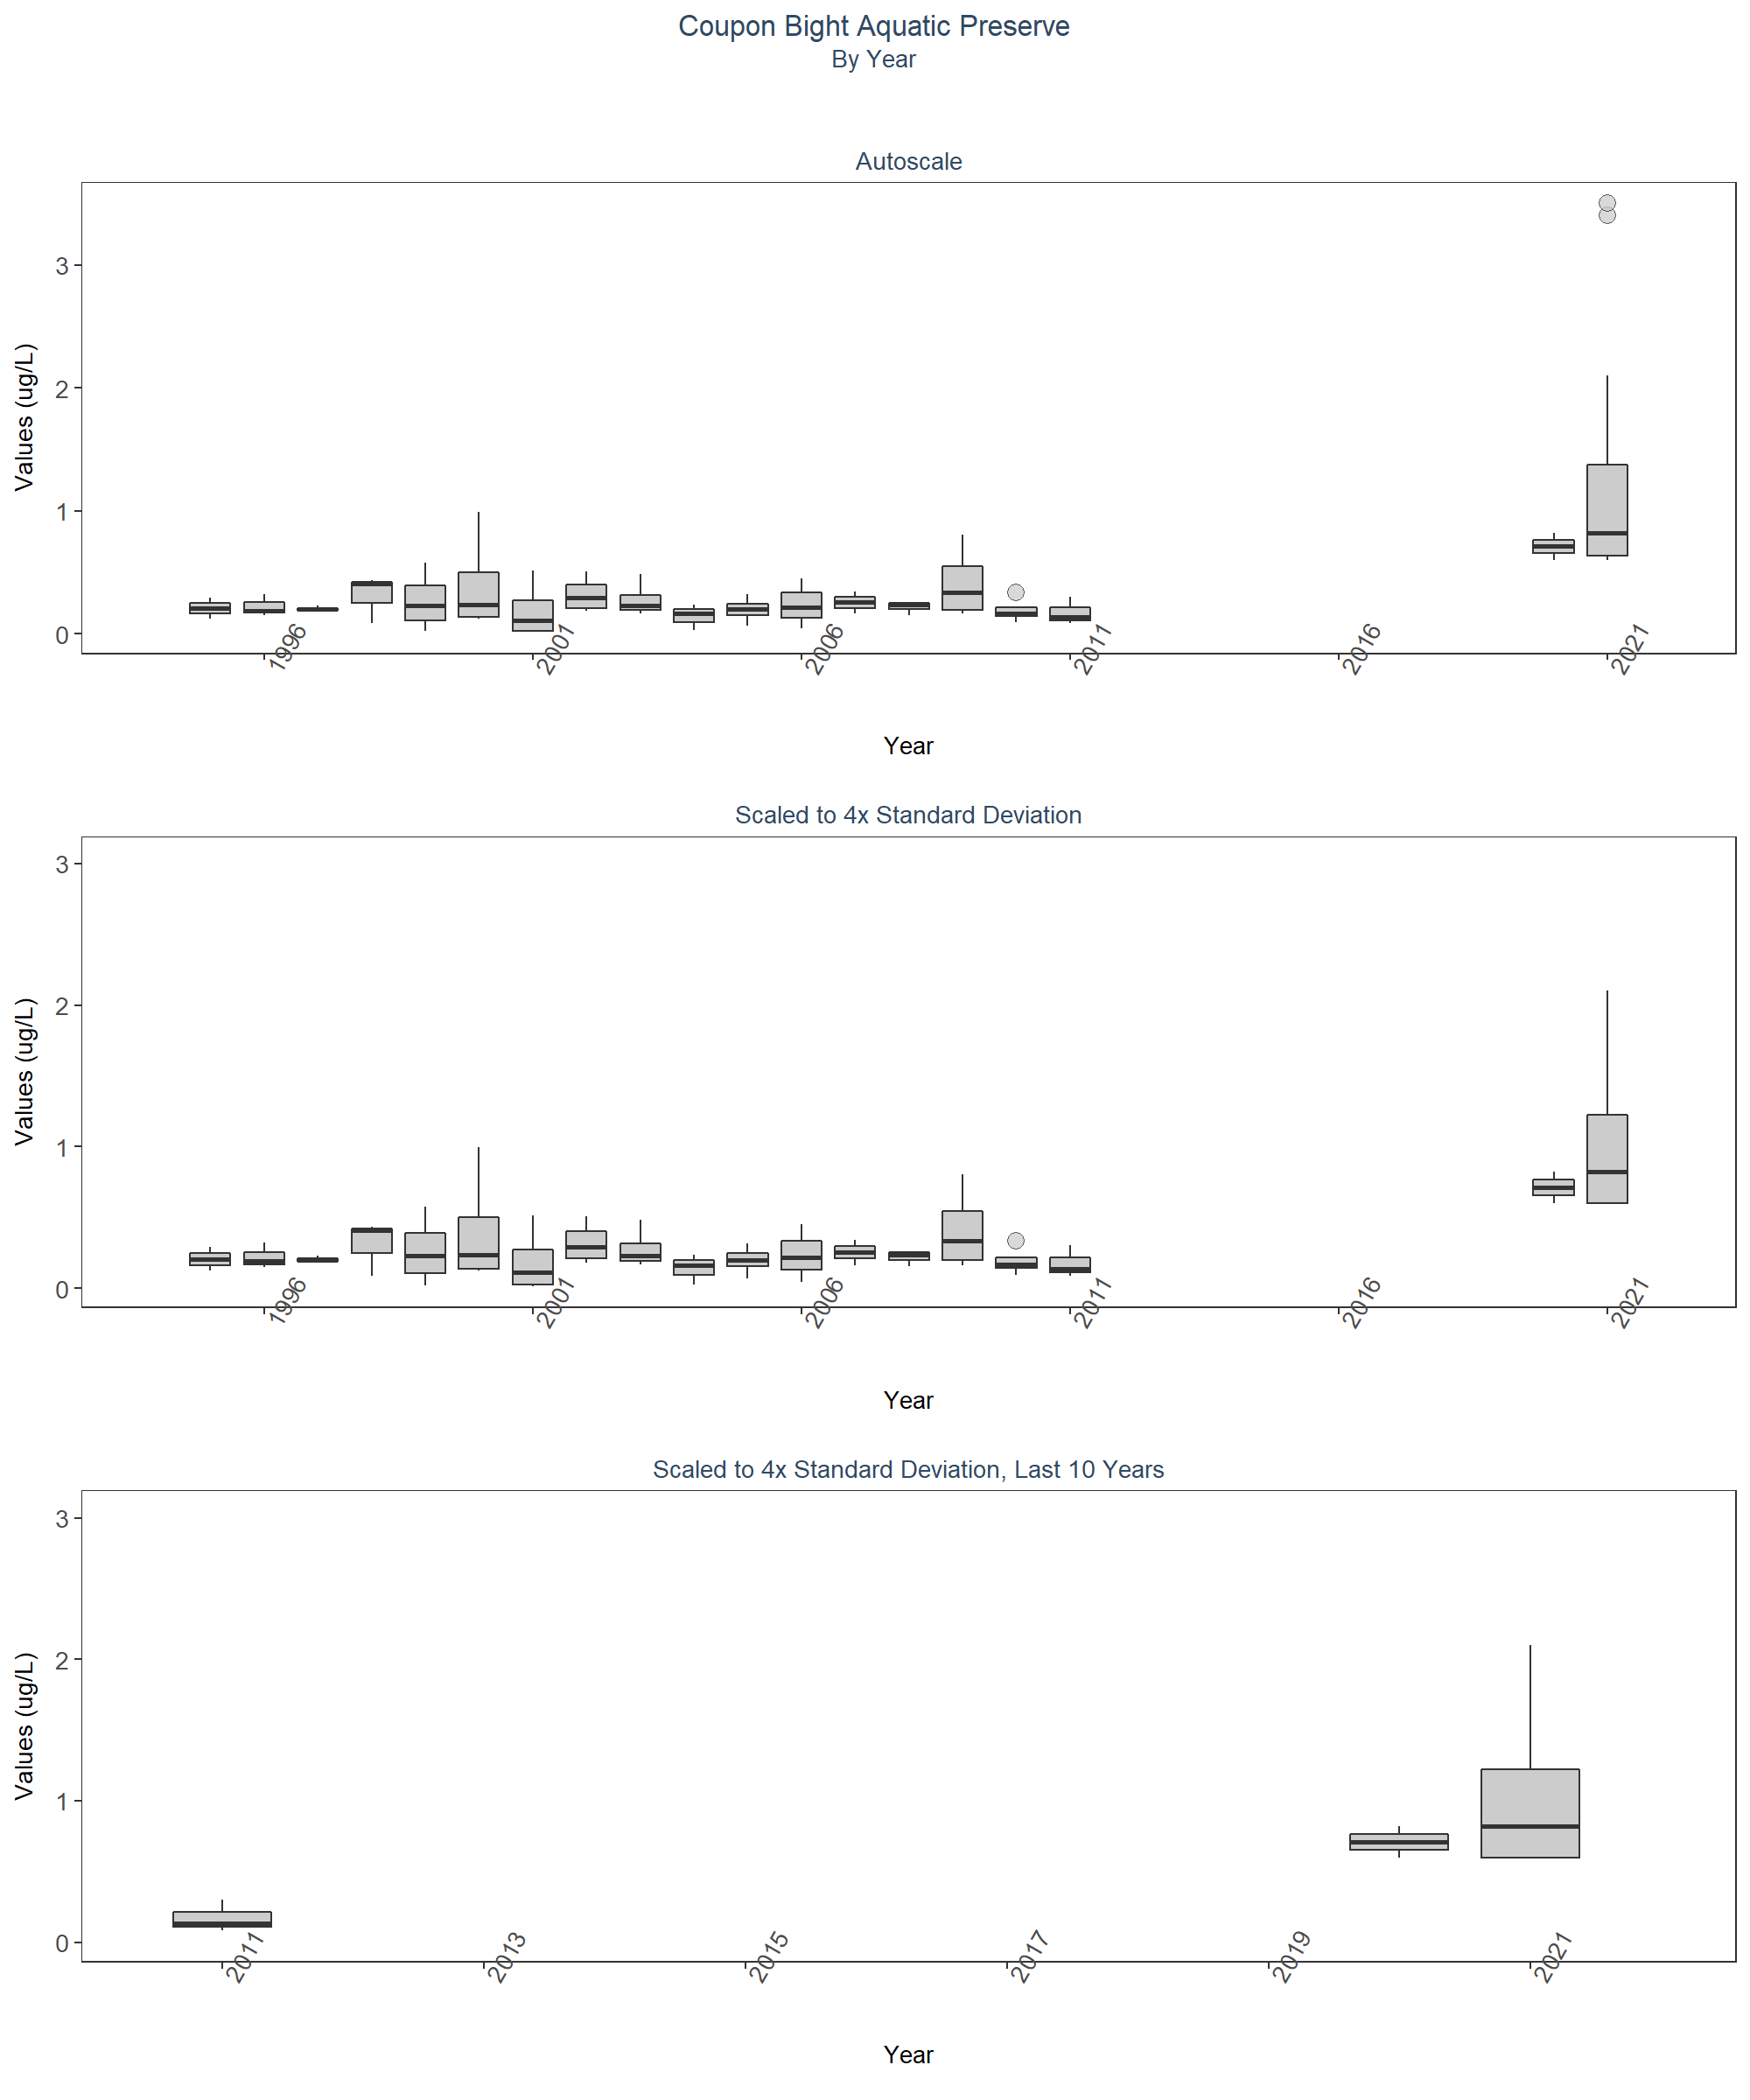 Coupon Bight Aquatic Preserve
By Year
Autoscale
Values (ug/L)
3
2
1
0
1996 2001 2006 2011 2016 2021
Year
Scaled to 4x Standard Deviation
Values (ug/L)
3
2
1
0
1996 2001 2006 2011 2016 2021
Year
Scaled to 4x Standard Deviation, Last 10 Years
Values (ug/L)
3
2
1
0
2011 2013 2015 2017 2019 2021
Year